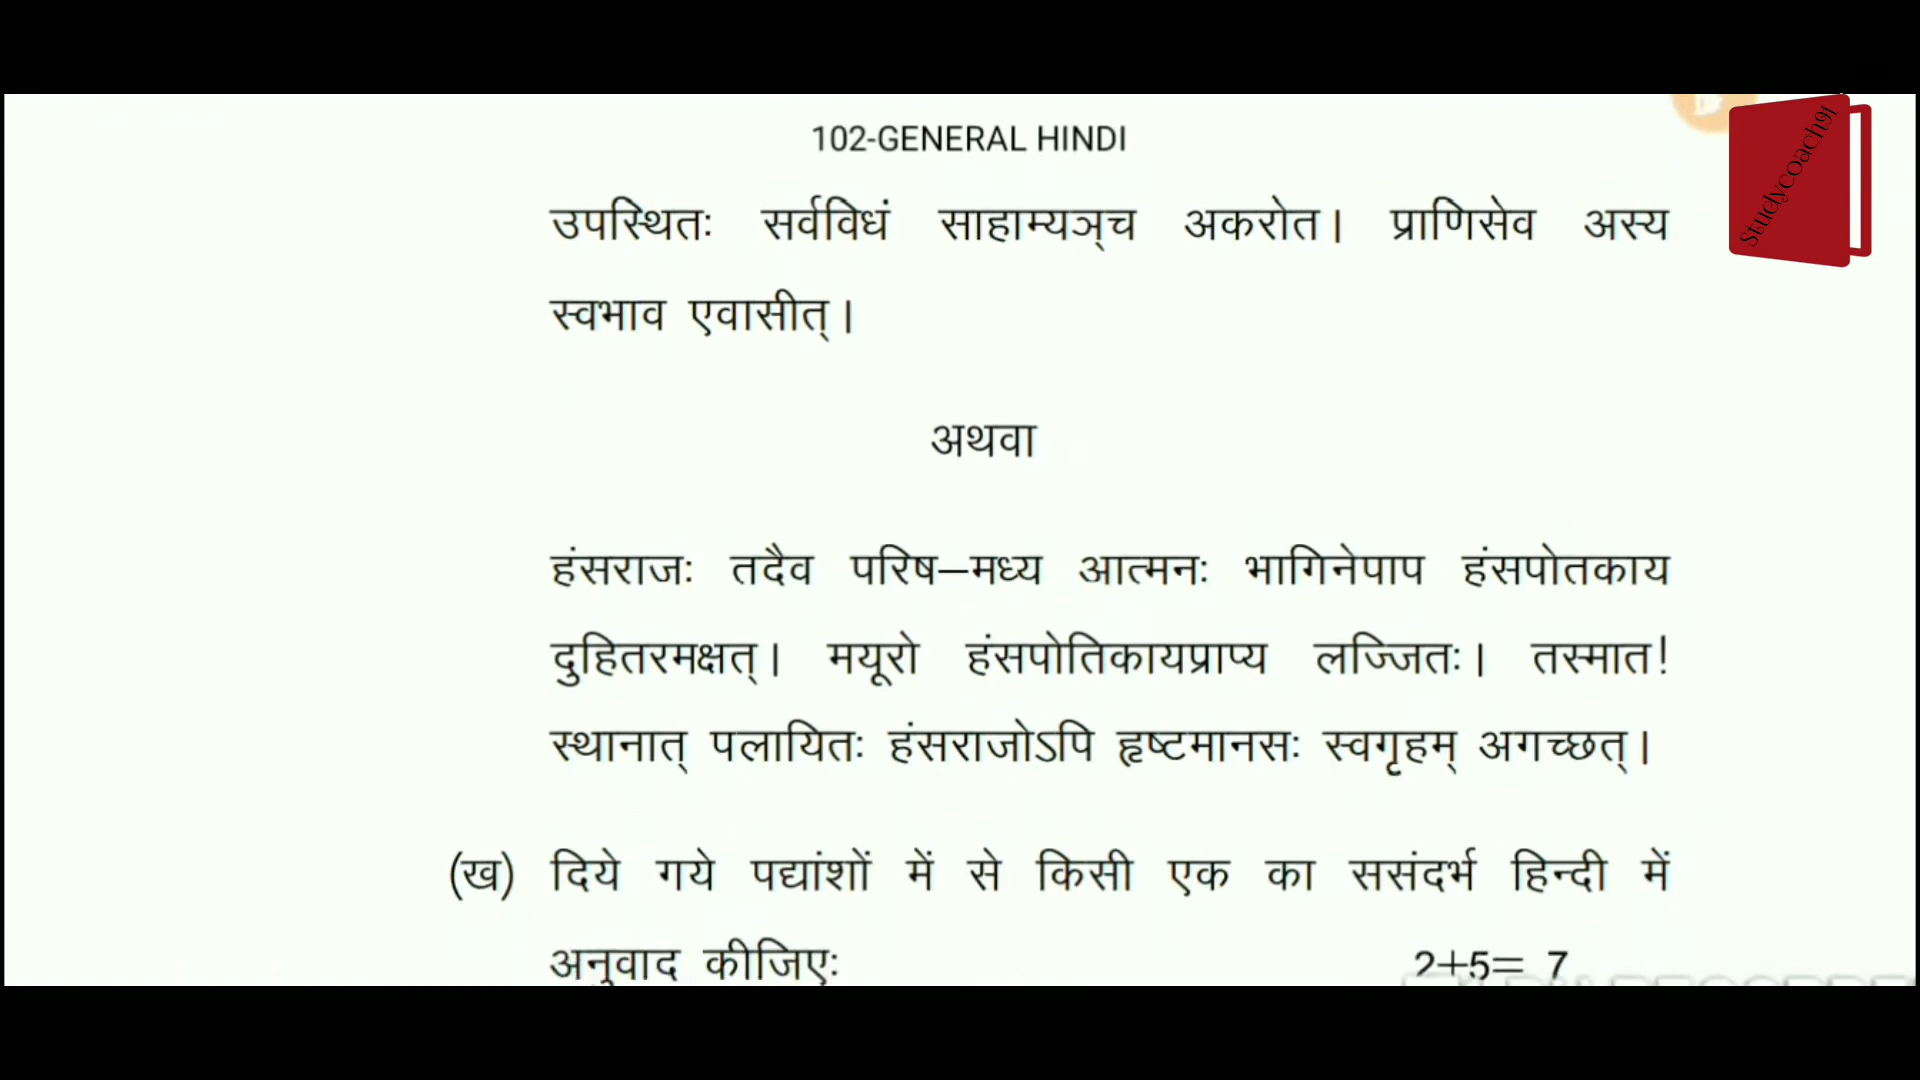 102-GENERAL HINDI
Studycoach91
उपस्थितः सर्वविधं साहाम्यञ्च अकरोत। प्राणिसेव अस्य
स्वभाव एवासीत्।
अथवा
हंसराजः तदैव परिष–मध्य आत्मनः भागिनेपाप हंसपोतकाय
दुहितरमक्षत्। मयूरो हंसपोतिकायप्राप्य लज्जितः। तस्मात!
स्थानात् पलायितः हंसराजोऽपि हृष्टमानसः स्वगृहम् अगच्छत्।
(ख) दिये गये पद्यांशों में से किसी एक का ससंदर्भ हिन्दी में
अनुवाद कीजिएः 2+5= 7